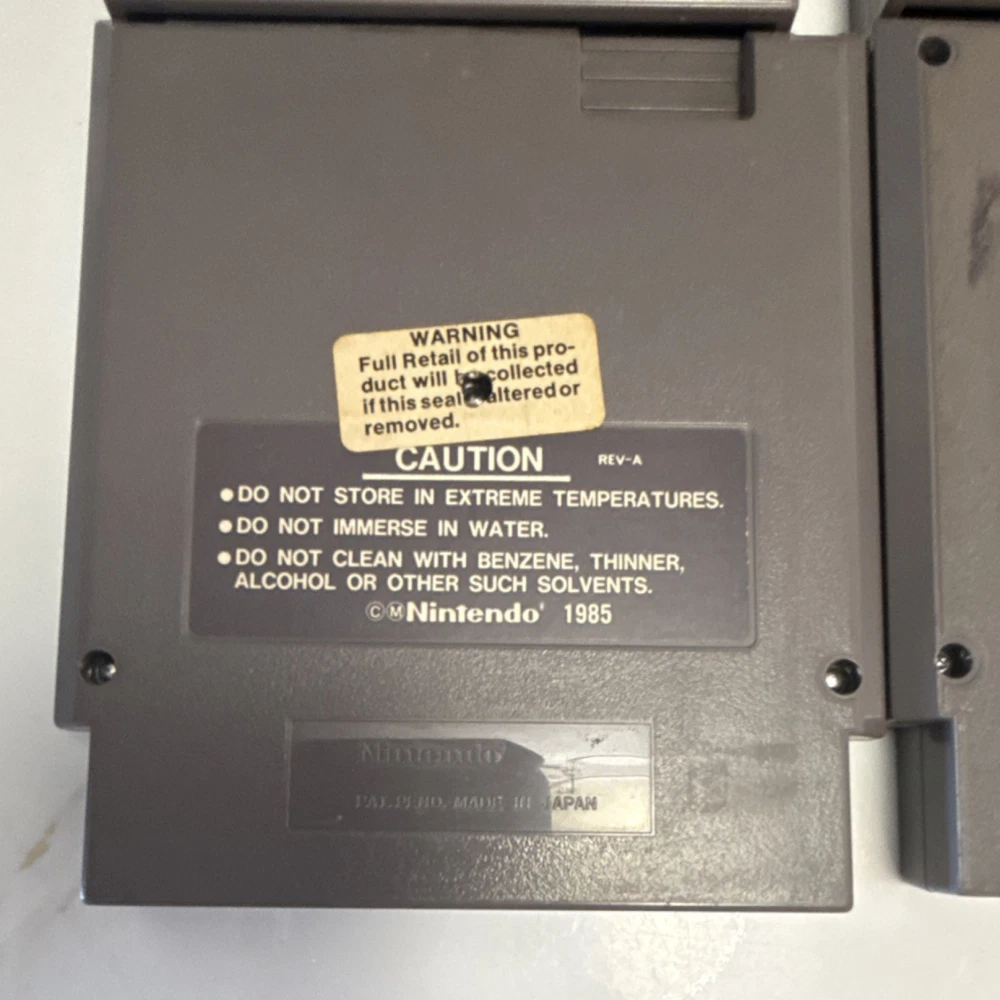 WARNING
Full Retail of this pro-
duct will collected
if this seal altered or
removed.
CAUTION REV-A
●DO NOT STORE IN EXTREME TEMPERATURES.
●DO NOT IMMERSE IN WATER.
●DO NOT CLEAN WITH BENZENE, THINNER,
ALCOHOL OR OTHER SUCH SOLVENTS.
©ⓂNintendo 1985
Nintendo
PAT. PEND. MADE IN JAPAN